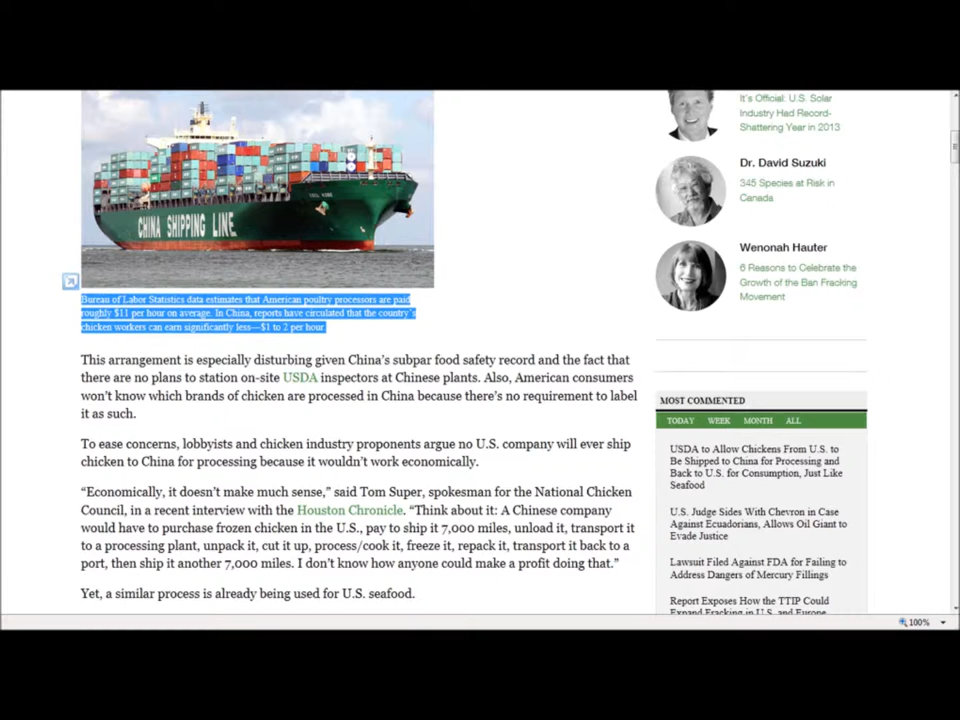 CHINA SHIPPING LINE
Bureau of Labor Statistics data estimates that American poultry processors are paid
roughly $11 per hour on average. In China, reports have circulated that the country's
chicken workers can earn significantly less—$1 to 2 per hour.
This arrangement is especially disturbing given China's subpar food safety record and the fact that
there are no plans to station on-site USDA inspectors at Chinese plants. Also, American consumers
won't know which brands of chicken are processed in China because there's no requirement to label
it as such.
To ease concerns, lobbyists and chicken industry proponents argue no U.S. company will ever ship
chicken to China for processing because it wouldn't work economically.
“Economically, it doesn't make much sense,” said Tom Super, spokesman for the National Chicken
Council, in a recent interview with the Houston Chronicle. “Think about it: A Chinese company
would have to purchase frozen chicken in the U.S., pay to ship it 7,000 miles, unload it, transport it
to a processing plant, unpack it, cut it up, process/cook it, freeze it, repack it, transport it back to a
port, then ship it another 7,000 miles. I don't know how anyone could make a profit doing that.”
Yet, a similar process is already being used for U.S. seafood.
It's Official: U.S. Solar
Industry Had Record-
Shattering Year in 2013
Dr. David Suzuki
345 Species at Risk in
Canada
Wenonah Hauter
6 Reasons to Celebrate the
Growth of the Ban Fracking
Movement
MOST COMMENTED
TODAY WEEK MONTH ALL
USDA to Allow Chickens From U.S. to
Be Shipped to China for Processing and
Back to U.S. for Consumption, Just Like
Seafood
U.S. Judge Sides With Chevron in Case
Against Ecuadorians, Allows Oil Giant to
Evade Justice
Lawsuit Filed Against FDA for Failing to
Address Dangers of Mercury Fillings
Report Exposes How the TTIP Could
Expand Fracking in U.S. and Europe
100%